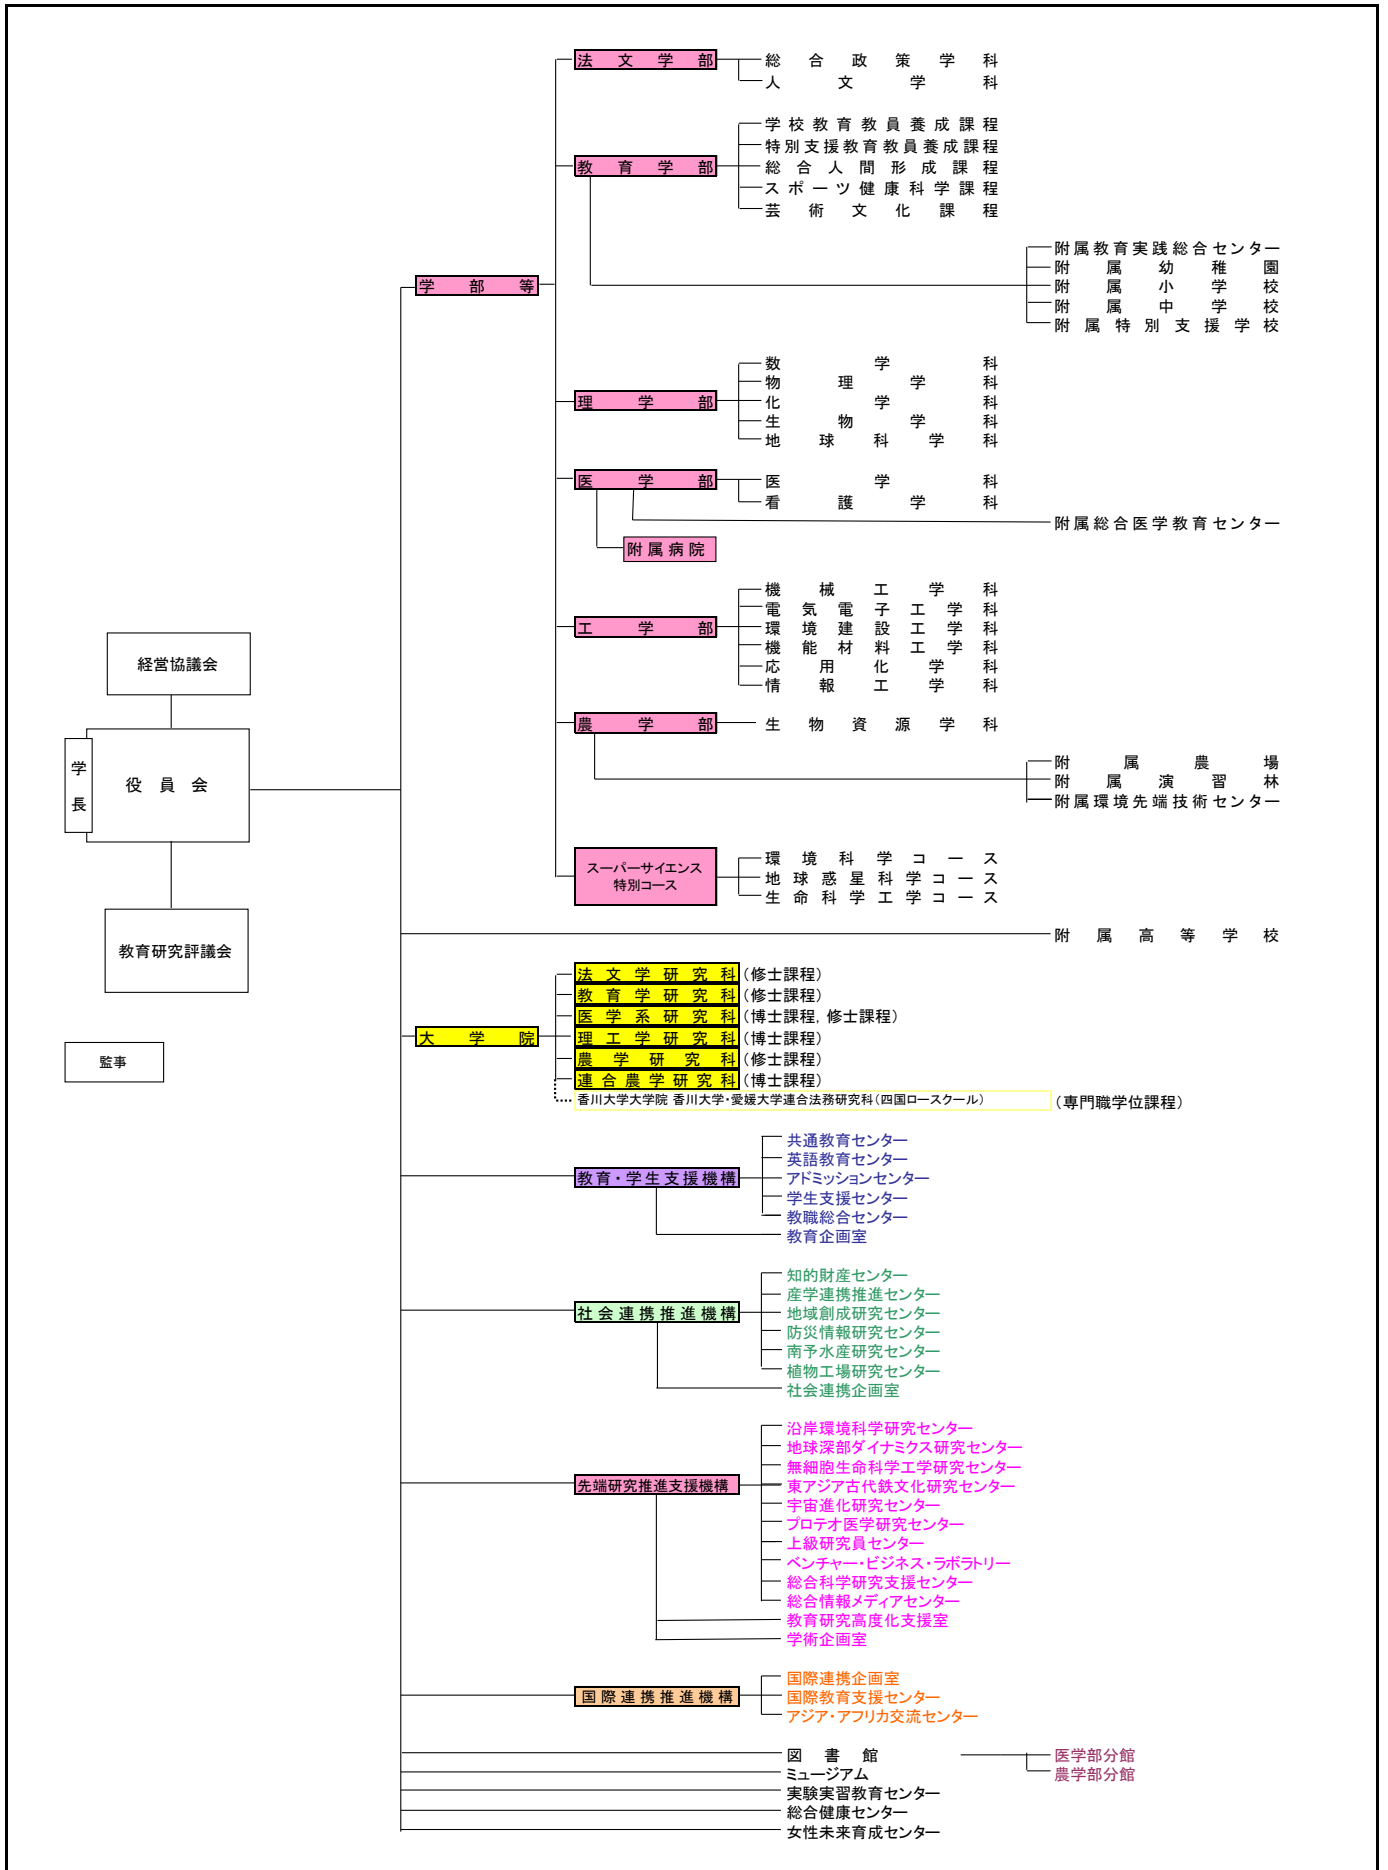 法文学部
総合政策学科
人文学科
学校教育教員養成課程
特別支援教育教員養成課程
教育学部
総合人間形成課程
スポーツ健康科学課程
芸術文化課程
附属教育実践総合センター
附属幼稚園
学部等
附属小学校
附属中学校
附属特別支援学校
数学科
物理学科
理学部
化学科
生物学科
地球科学科
医学部
医学科
看護学科
附属総合医学教育センター
附属病院
機械工学科
電気電子工学科
工学部
環境建設工学科
機能材料工学科
応用化学科
情報工学科
経営協議会
農学部
生物資源学科
学長
役員会
附属農場
附属演習林
附属環境先端技術センター
スーパーサイエンス
特別コース
環境科学コース
地球惑星科学コース
生命科学工学コース
教育研究評議会
附属高等学校
法文学研究科(修士課程)
教育学研究科(修士課程)
医学系研究科(博士課程, 修士課程)
大学院
理工学研究科(博士課程)
農学研究科(修士課程)
連合農学研究科(博士課程)
香川大学大学院 香川大学・愛媛大学連合法務研究科(四国ロースクール)
(専門職学位課程)
監事
共通教育センター
英語教育センター
教育・学生支援機構
アドミッションセンター
学生支援センター
教職総合センター
教育企画室
知的財産センター
産学連携推進センター
社会連携推進機構
地域創成研究センター
防災情報研究センター
南予水産研究センター
植物工場研究センター
社会連携企画室
沿岸環境科学研究センター
地球深部ダイナミクス研究センター
無細胞生命科学工学研究センター
先端研究推進支援機構
東アジア古代鉄文化研究センター
宇宙進化研究センター
プロテオ医学研究センター
上級研究員センター
ベンチャー・ビジネス・ラボラトリー
総合科学研究支援センター
総合情報メディアセンター
教育研究高度化支援室
学術企画室
国際連携企画室
国際連携推進機構
国際教育支援センター
アジア・アフリカ交流センター
図書館
医学部分館
農学部分館
ミュージアム
実験実習教育センター
総合健康センター
女性未来育成センター